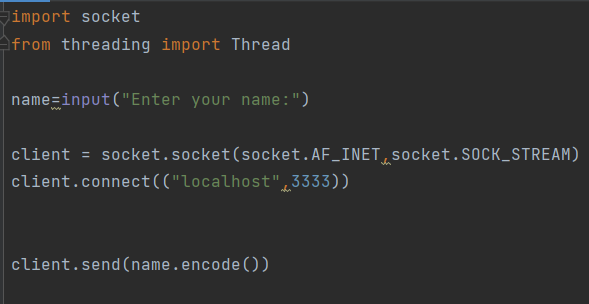 import socket
from threading import Thread
name=input("Enter your name:")
client = socket.socket(socket.AF_INET,socket.SOCK_STREAM)
client.connect(("localhost",3333))
client.send(name.encode())